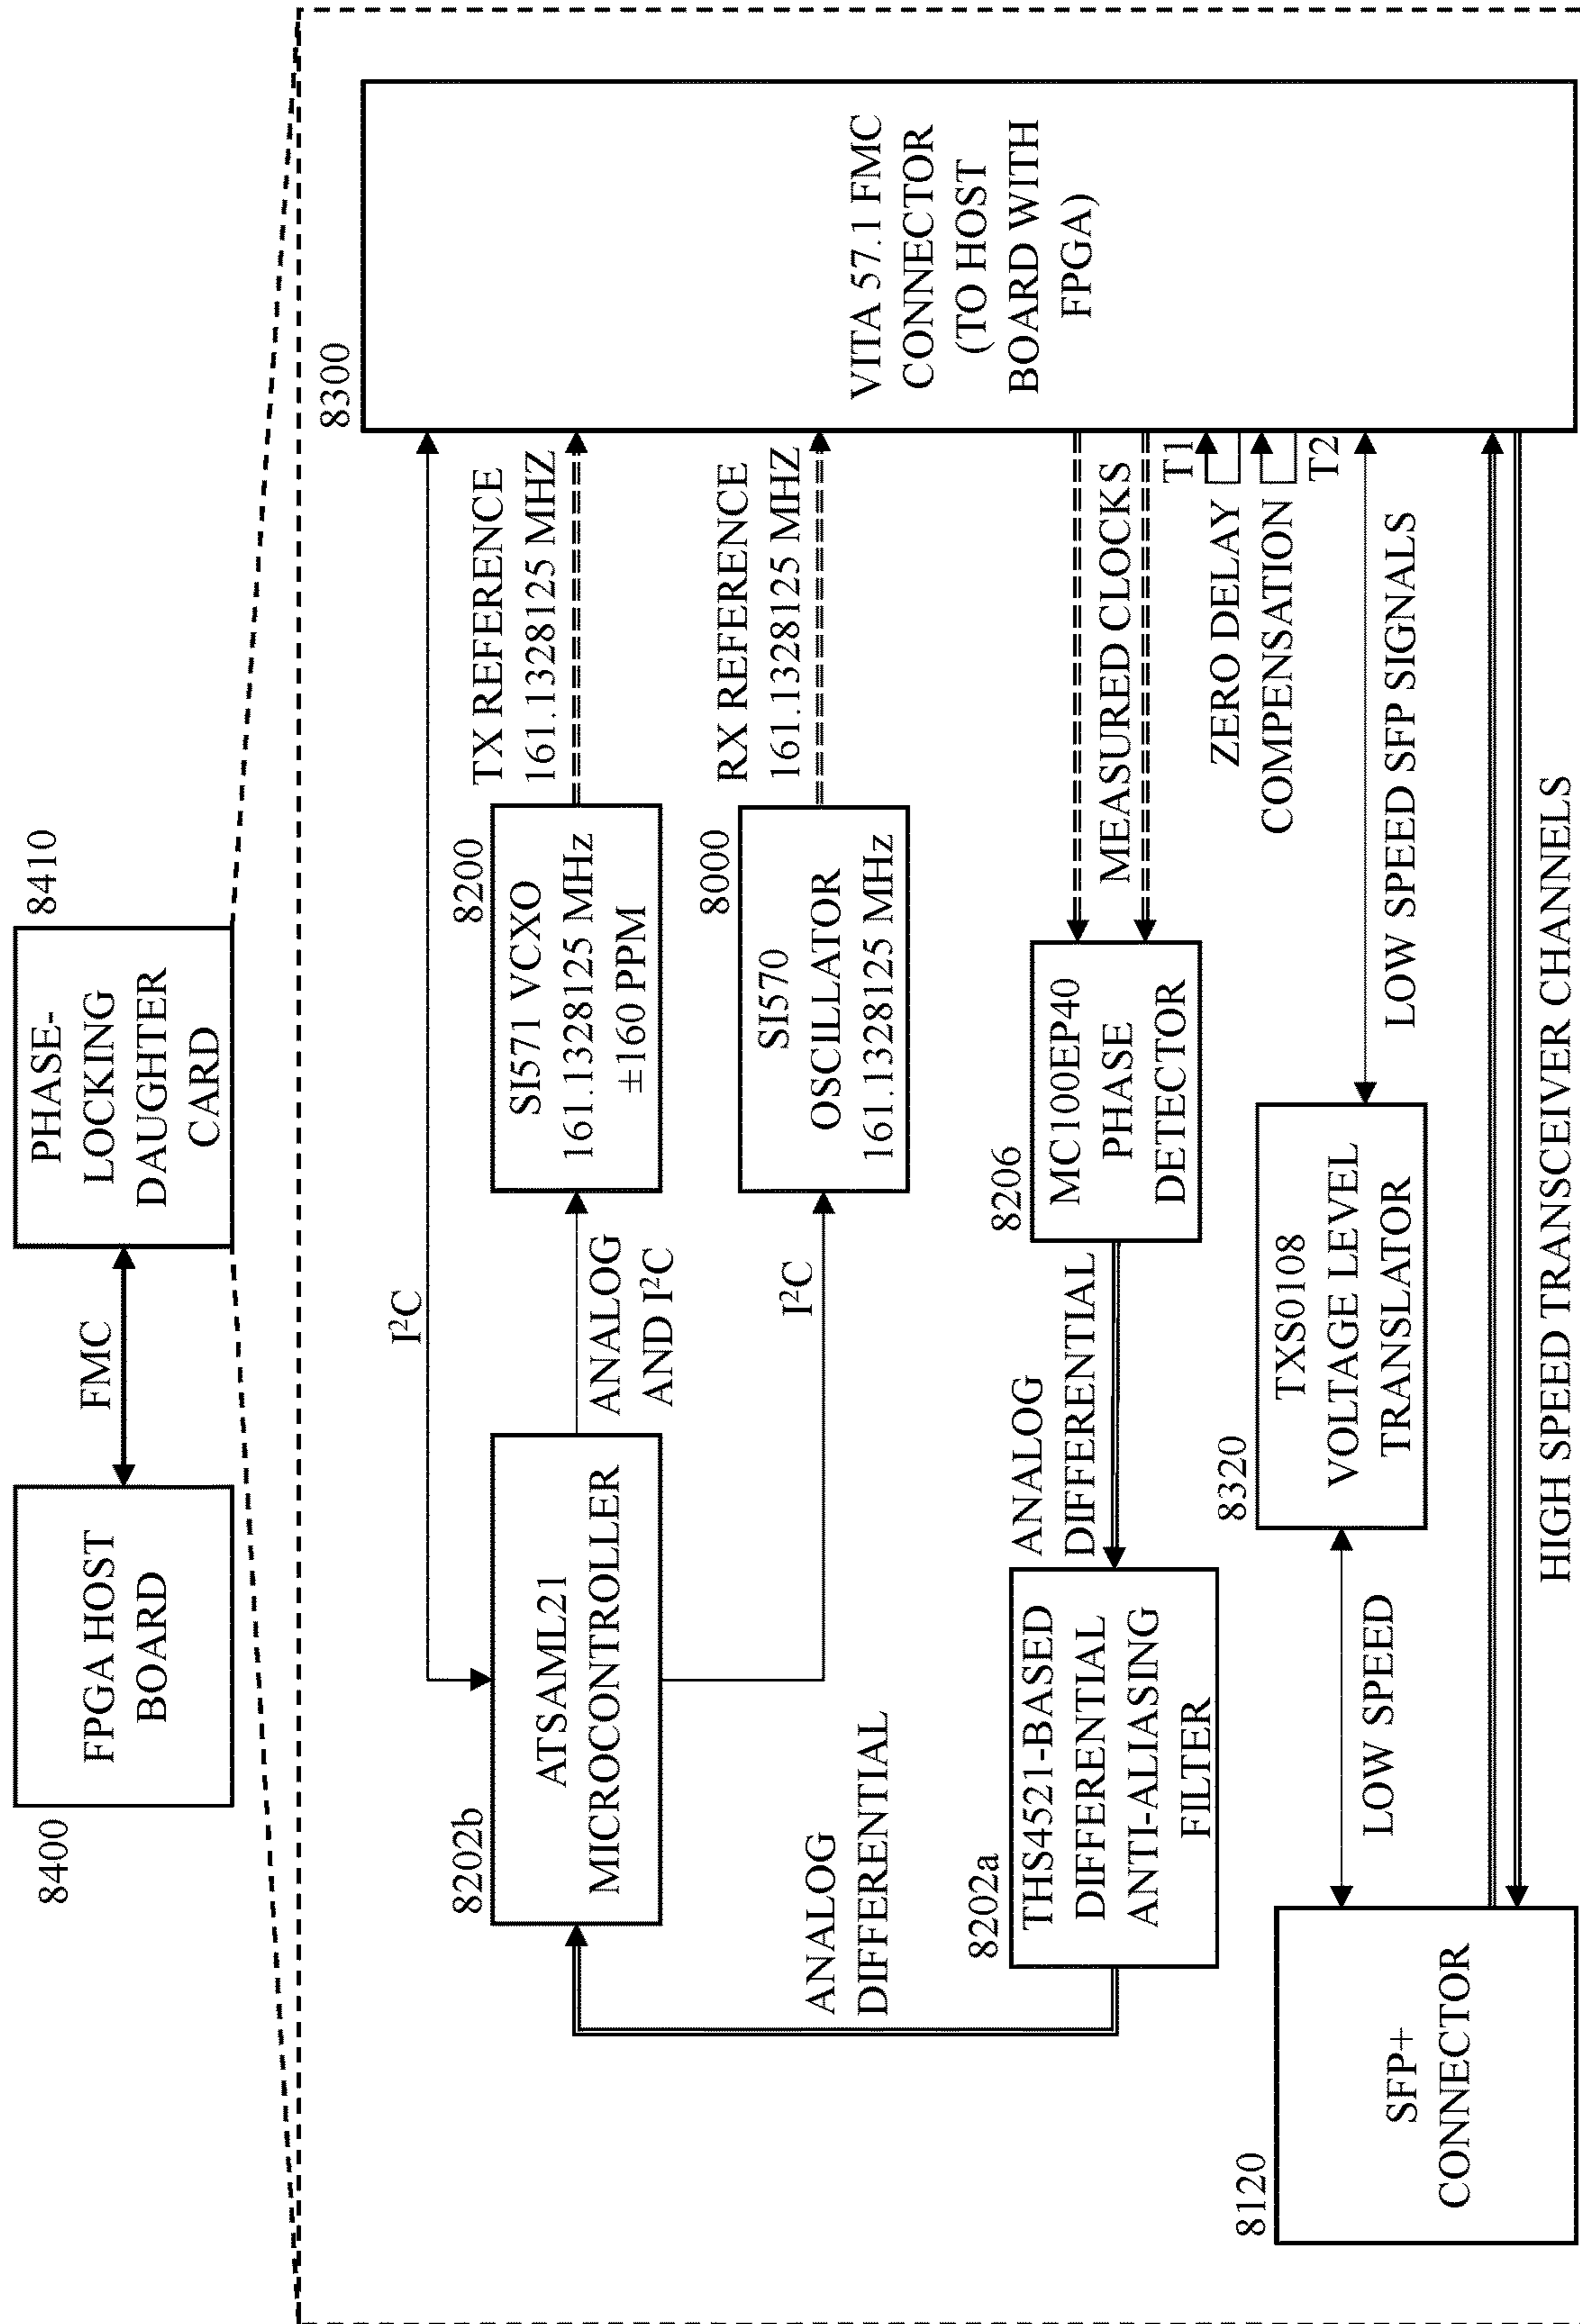 8400
FPGA HOST
BOARD
FMC
8410
PHASE-
LOCKING
DAUGHTER
CARD
8300
VITA 57.1 FMC
CONNECTOR
(TO HOST
BOARD WITH
FPGA)
I²C
8202b
ATSAML21
MICROCONTROLLER
ANALOG
AND I²C
8200
SI571 VCXO
161.1328125 MHz
±160 PPM
TX REFERENCE
161.1328125 MHZ
I²C
8000
SI570
OSCILLATOR
161.1328125 MHz
RX REFERENCE
161.1328125 MHZ
ANALOG
DIFFERENTIAL
8202a
THS4521-BASED
DIFFERENTIAL
ANTI-ALIASING
FILTER
ANALOG
DIFFERENTIAL
8206
MC100EP40
PHASE
DETECTOR
MEASURED CLOCKS
T1
ZERO DELAY
COMPENSATION
T2
8120
SFP+
CONNECTOR
LOW SPEED
8320
TXS0108
VOLTAGE LEVEL
TRANSLATOR
LOW SPEED SFP SIGNALS
HIGH SPEED TRANSCEIVER CHANNELS